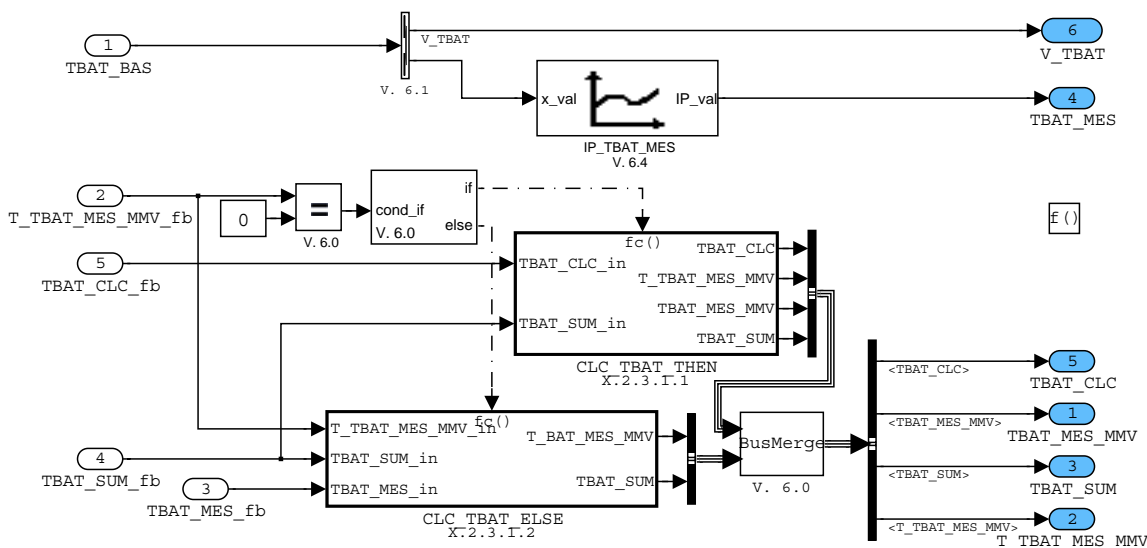 1
TBAT_BAS
V_TBAT
V. 6.1
6
V_TBAT
x_val
IP_val
IP_TBAT_MES
V. 6.4
4
TBAT_MES
2
T_TBAT_MES_MMV_fb
0
=
V. 6.0
cond_if
if
else
V. 6.0
f()
5
TBAT_CLC_fb
fc()
TBAT_CLC_in
TBAT_SUM_in
TBAT_CLC
T_TBAT_MES_MMV
TBAT_MES_MMV
TBAT_SUM
CLC_TBAT_THEN
X.2.3.1.1
fc()
T_TBAT_MES_MMV_in
TBAT_SUM_in
TBAT_MES_in
T_BAT_MES_MMV
TBAT_SUM
CLC_TBAT_ELSE
X.2.3.1.2
4
TBAT_SUM_fb
3
TBAT_MES_fb
BusMerge
V. 6.0
<TBAT_CLC>
5
TBAT_CLC
<TBAT_MES_MMV>
1
TBAT_MES_MMV
<TBAT_SUM>
3
TBAT_SUM
<T_TBAT_MES_MMV>
2
T_TBAT_MES_MMV